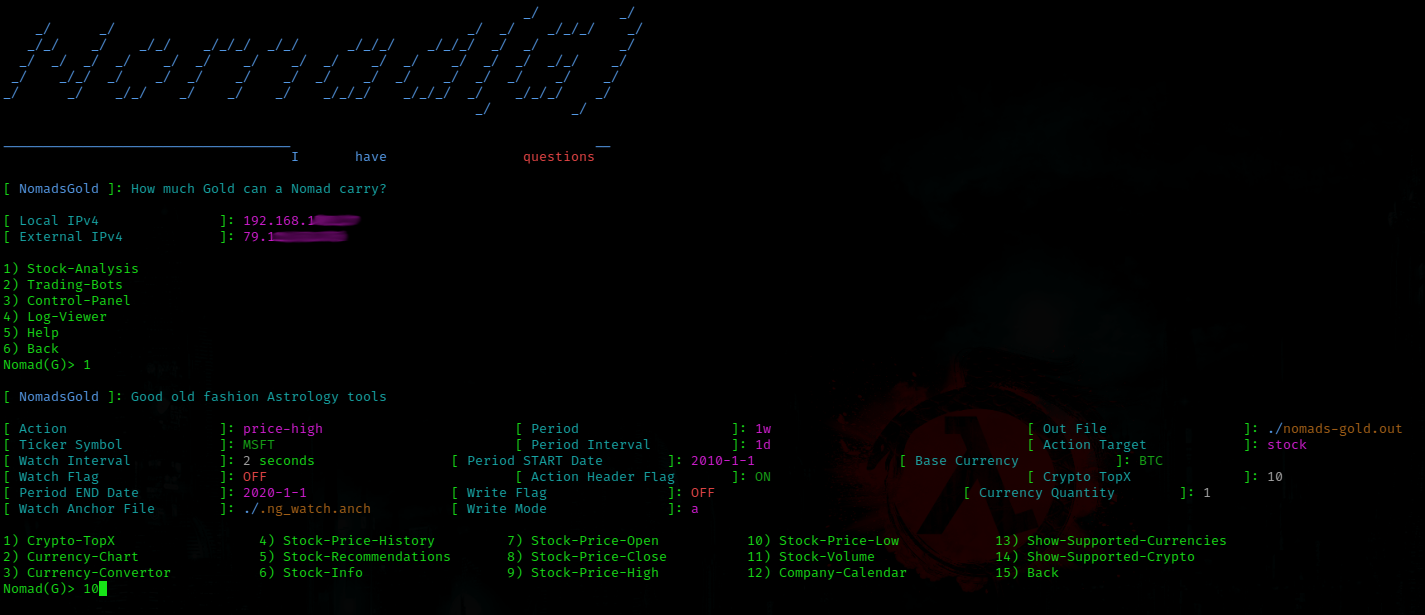 I have questions
[ NomadsGold ]: How much Gold can a Nomad carry?
[ Local IPv4 ]: 192.168.1
[ External IPv4 ]: 79.1
1) Stock-Analysis
2) Trading-Bots
3) Control-Panel
4) Log-Viewer
5) Help
6) Back
Nomad(G)> 1
[ NomadsGold ]: Good old fashion Astrology tools
[ Action ]: price-high [ Period ]: 1w [ Out File ]: ./nomads-gold.out
[ Ticker Symbol ]: MSFT [ Period Interval ]: 1d [ Action Target ]: stock
[ Watch Interval ]: 2 seconds [ Period START Date ]: 2010-1-1 [ Base Currency ]: BTC
[ Watch Flag ]: OFF [ Action Header Flag ]: ON [ Crypto TopX ]: 10
[ Period END Date ]: 2020-1-1 [ Write Flag ]: OFF [ Currency Quantity ]: 1
[ Watch Anchor File ]: ./.ng_watch.anch [ Write Mode ]: a
1) Crypto-TopX 4) Stock-Price-History 7) Stock-Price-Open 10) Stock-Price-Low 13) Show-Supported-Currencies
2) Currency-Chart 5) Stock-Recommendations 8) Stock-Price-Close 11) Stock-Volume 14) Show-Supported-Crypto
3) Currency-Convertor 6) Stock-Info 9) Stock-Price-High 12) Company-Calendar 15) Back
Nomad(G)> 10